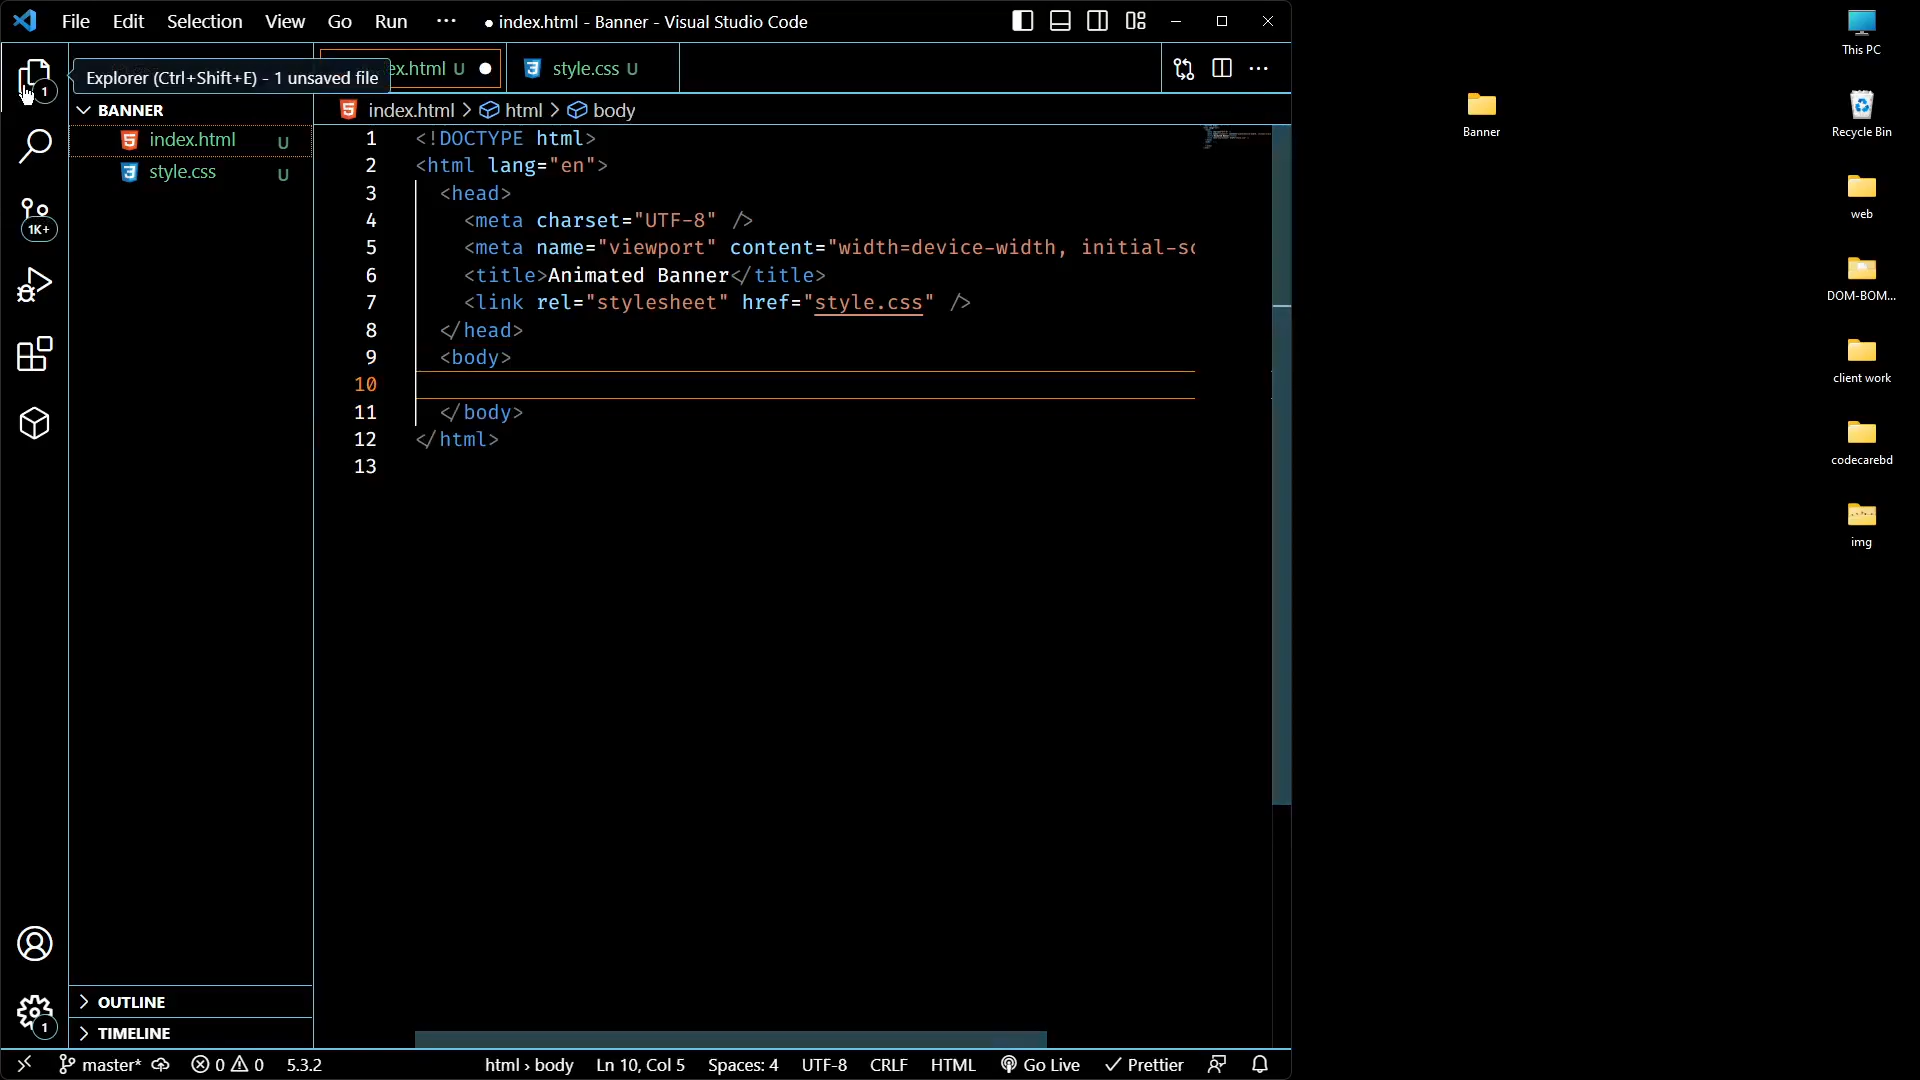 File Edit Selection View Go Run ··· ● index.html - Banner - Visual Studio Code
Explorer (Ctrl+Shift+E) - 1 unsaved file
ex.html U ●
style.css U
1
BANNER
index.html U
style.css U
1K+
index.html > html > body
1 <!DOCTYPE html>
2 <html lang="en">
3 <head>
4 <meta charset="UTF-8" />
5 <meta name="viewport" content="width=device-width, initial-sc
6 <title>Animated Banner</title>
7 <link rel="stylesheet" href="style.css" />
8 </head>
9 <body>
10
11 </body>
12 </html>
13
OUTLINE
TIMELINE
1
master* 0 0 5.3.2 html › body Ln 10, Col 5 Spaces: 4 UTF-8 CRLF HTML Go Live Prettier
Banner
This PC
Recycle Bin
web
DOM-BOM...
client work
codecarebd
img